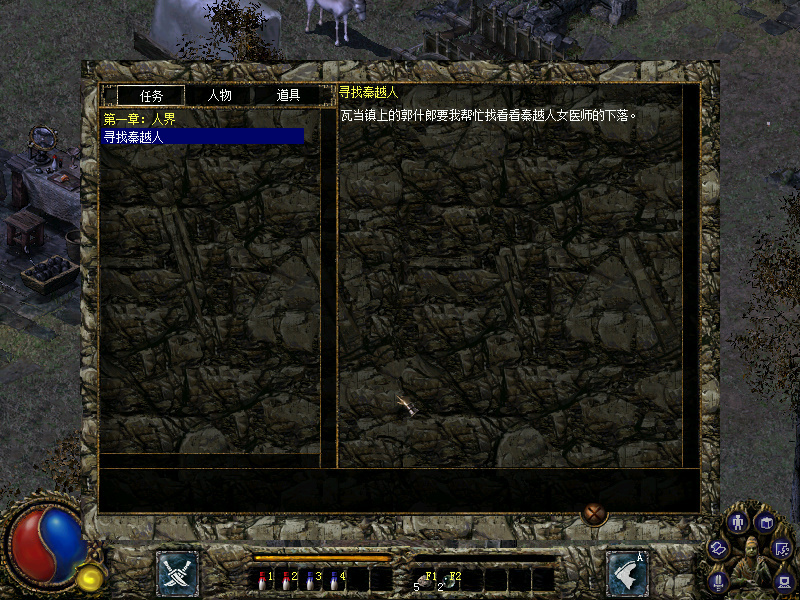 任务 人物 道具
第一章：人界
寻找秦越人
寻找秦越人
瓦当镇上的郭什郎要我帮忙找看看秦越人女医师的下落。
A
1 2 3 4
F1 F2
5 2